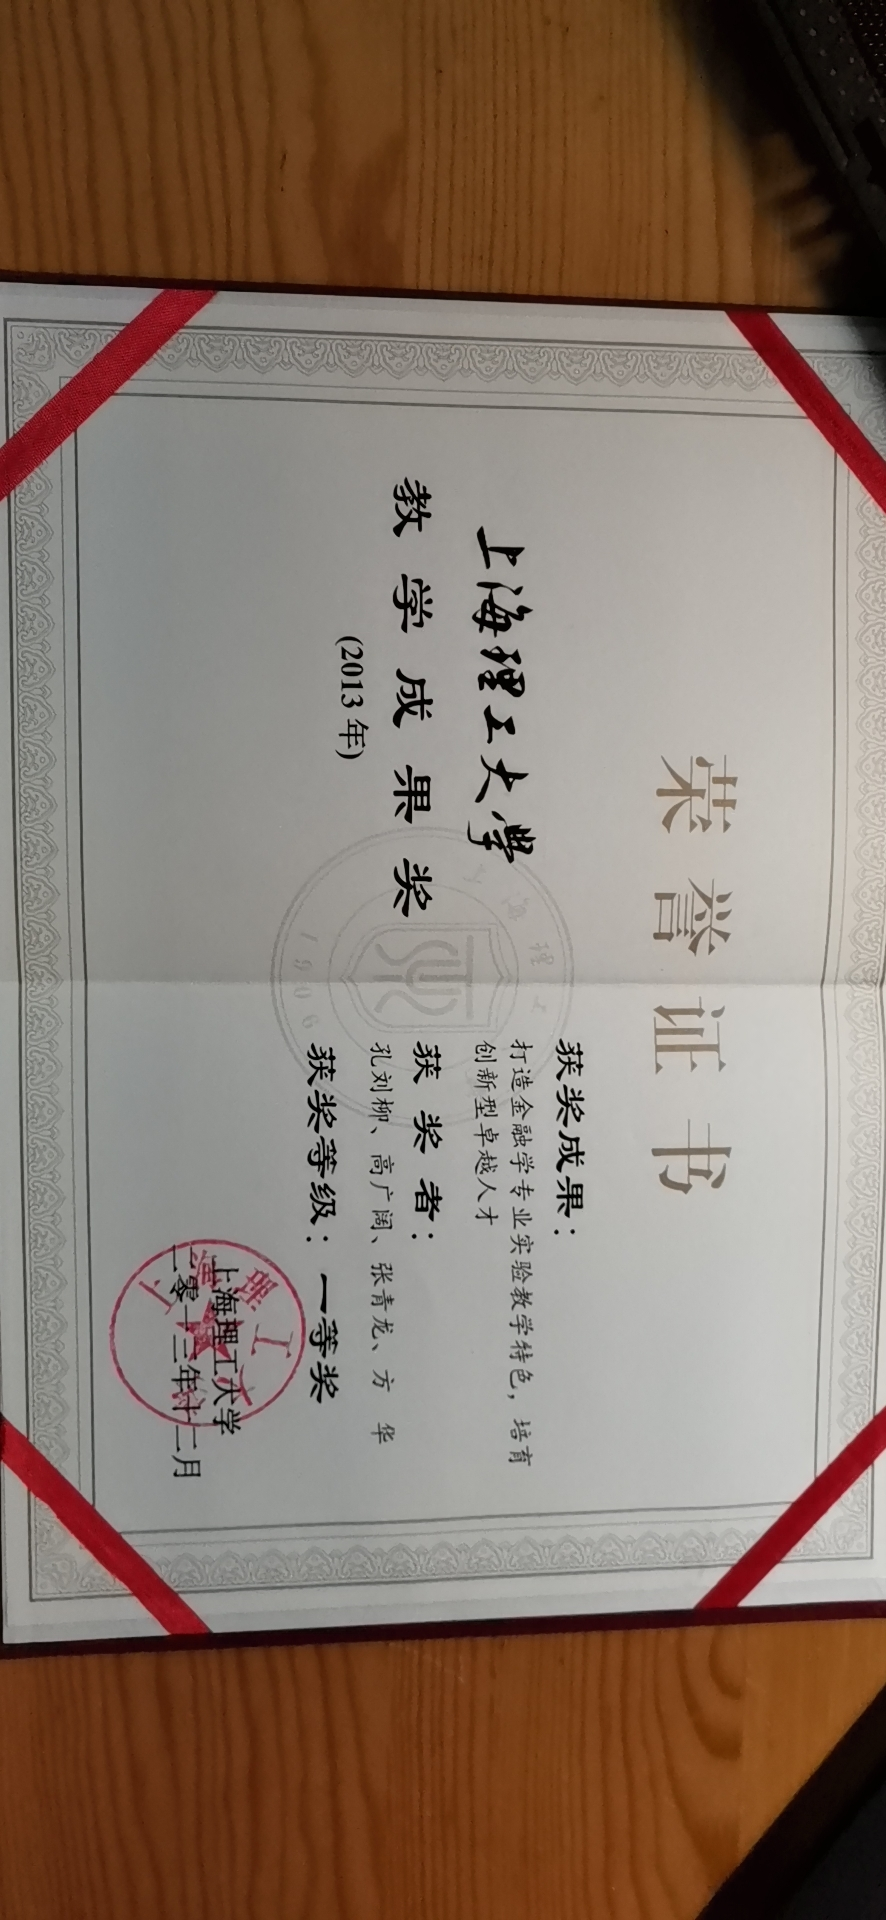 荣誉证书
上海理工大学
教学成果奖
(2013年)
获奖成果：
打造金融学专业实验教学特色，培育
创新型卓越人才
获奖者：
孔刘柳、高广阔、张青龙、方 华
获奖等级：一等奖
上海理工大学
二零一三年十二月
1906